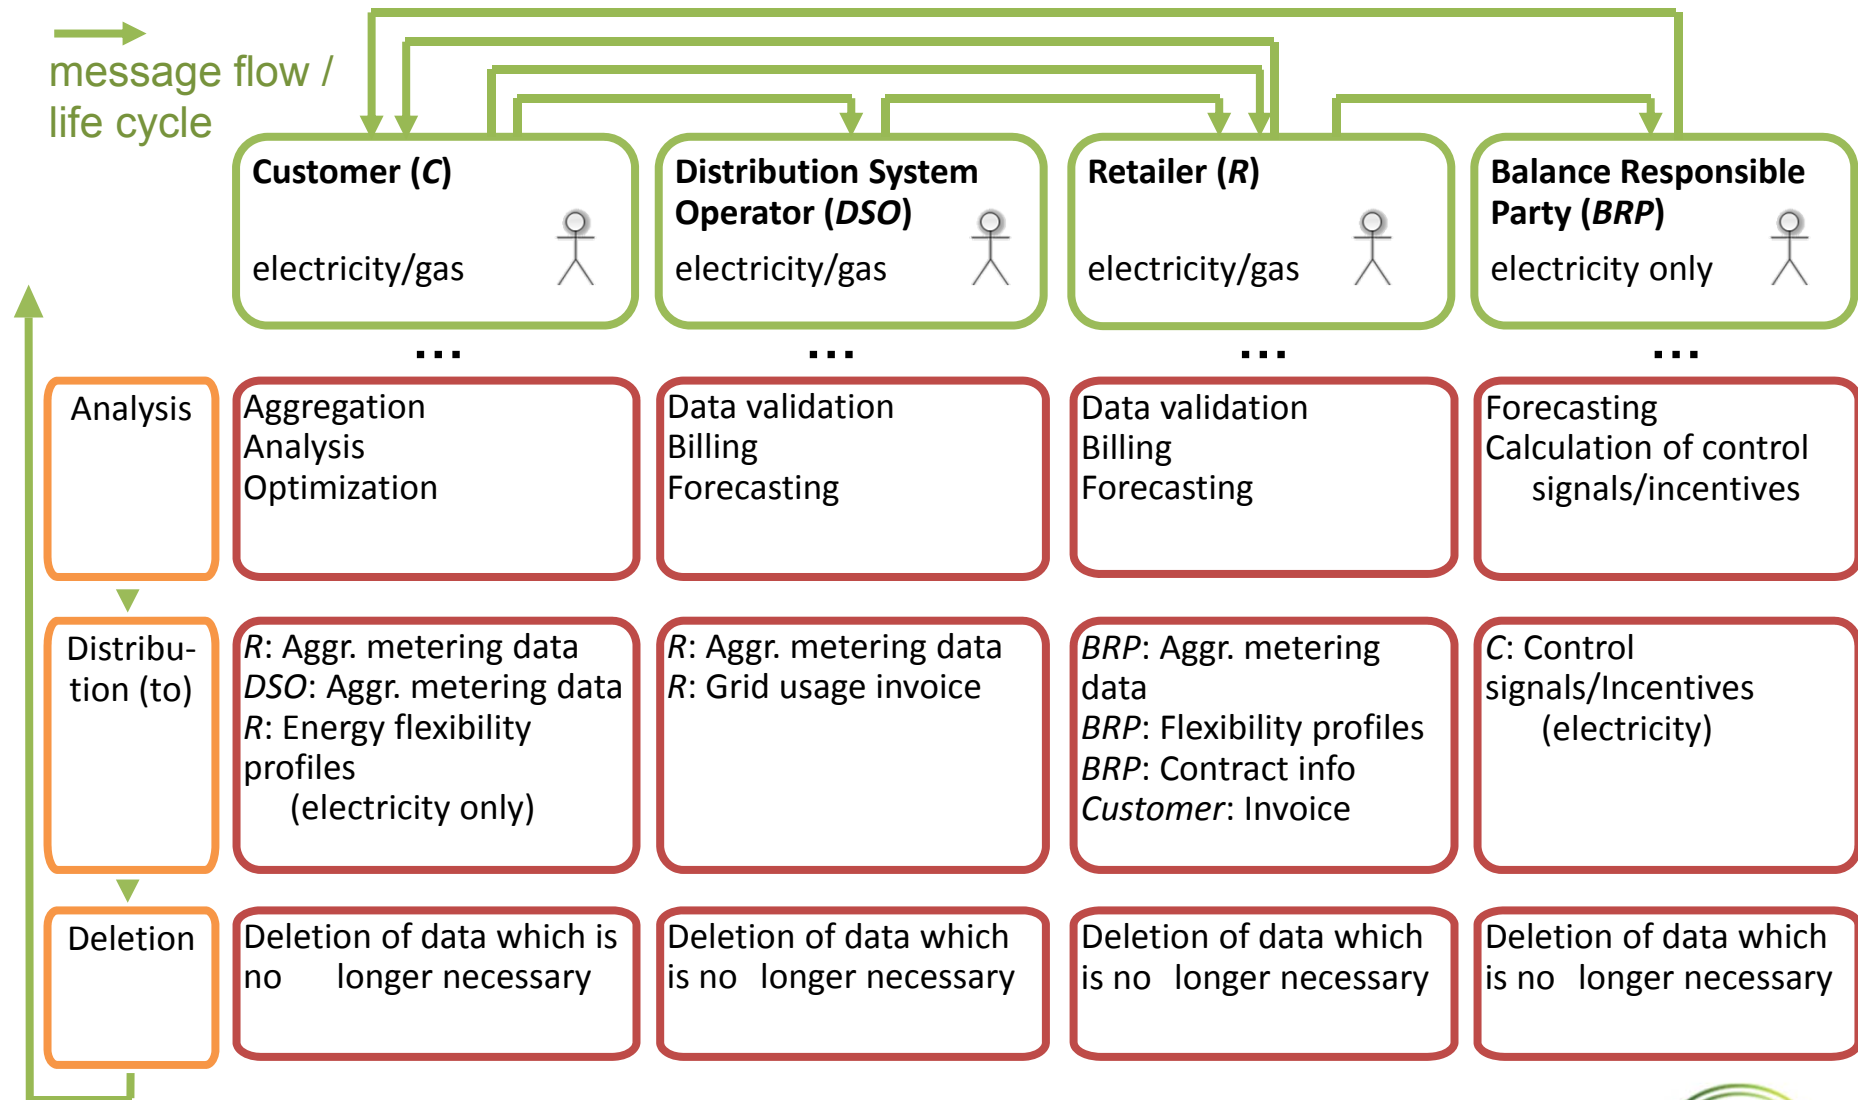 message flow /
life cycle
Customer (C)
electricity/gas
Distribution System
Operator (DSO)
electricity/gas
Retailer (R)
electricity/gas
Balance Responsible
Party (BRP)
electricity only
...
...
...
...
Analysis
Aggregation
Analysis
Optimization
Data validation
Billing
Forecasting
Data validation
Billing
Forecasting
Forecasting
Calculation of control
signals/incentives
Distribu-
tion (to)
R: Aggr. metering data
DSO: Aggr. metering data
R: Energy flexibility
profiles
(electricity only)
R: Aggr. metering data
R: Grid usage invoice
BRP: Aggr. metering
data
BRP: Flexibility profiles
BRP: Contract info
Customer: Invoice
C: Control
signals/Incentives
(electricity)
Deletion
Deletion of data which is
no longer necessary
Deletion of data which
is no longer necessary
Deletion of data which
is no longer necessary
Deletion of data which
is no longer necessary